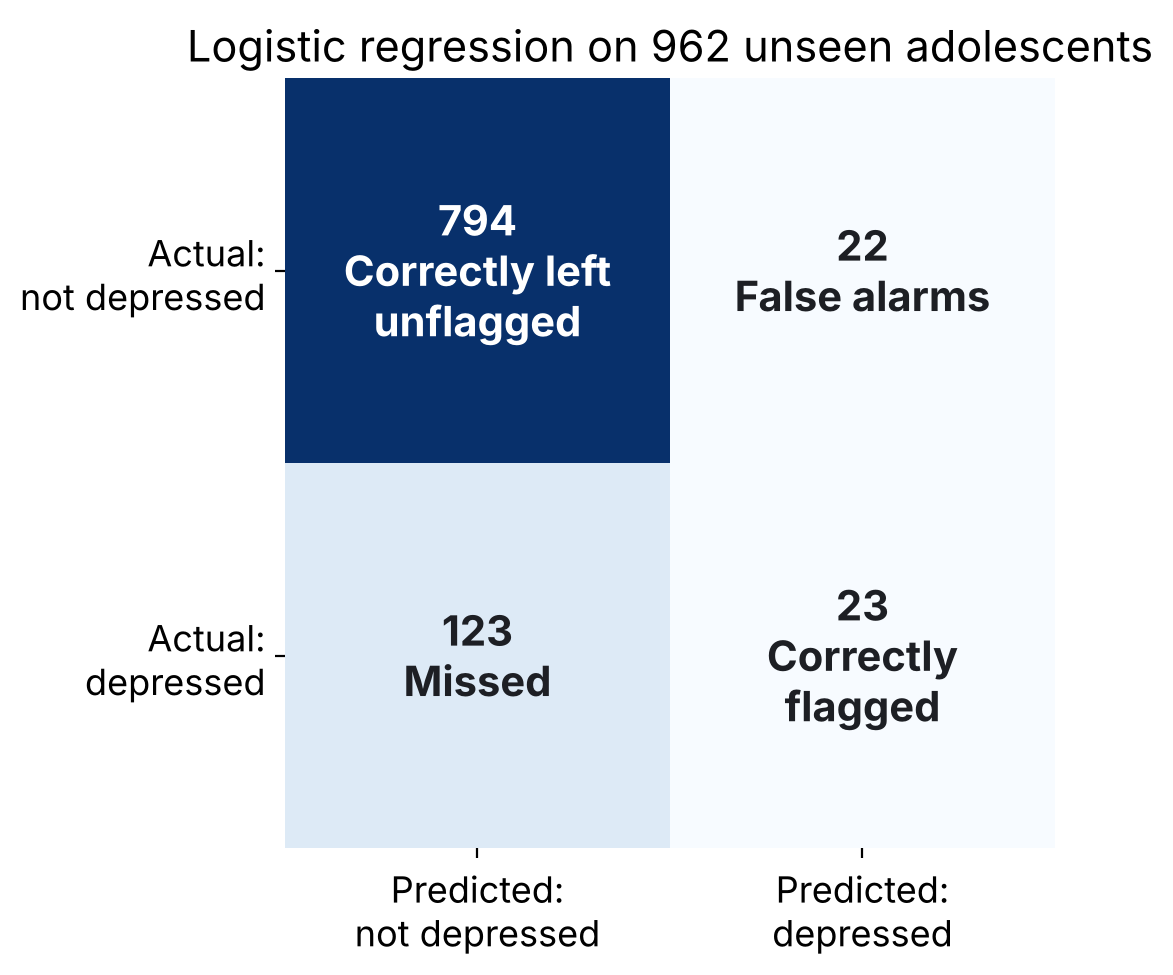 Logistic regression on 962 unseen adolescents
Actual:
not depressed
794
Correctly left
unflagged
22
False alarms
Actual:
depressed
123
Missed
23
Correctly
flagged
Predicted:
not depressed
Predicted:
depressed